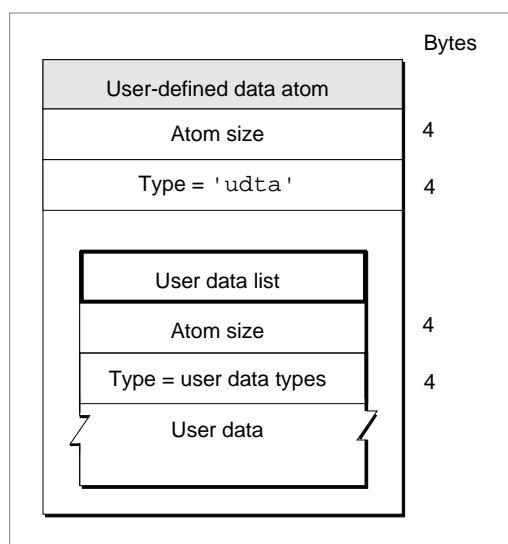 Bytes
User-defined data atom
Atom size 4
Type = 'udta' 4
User data list
Atom size 4
Type = user data types 4
User data